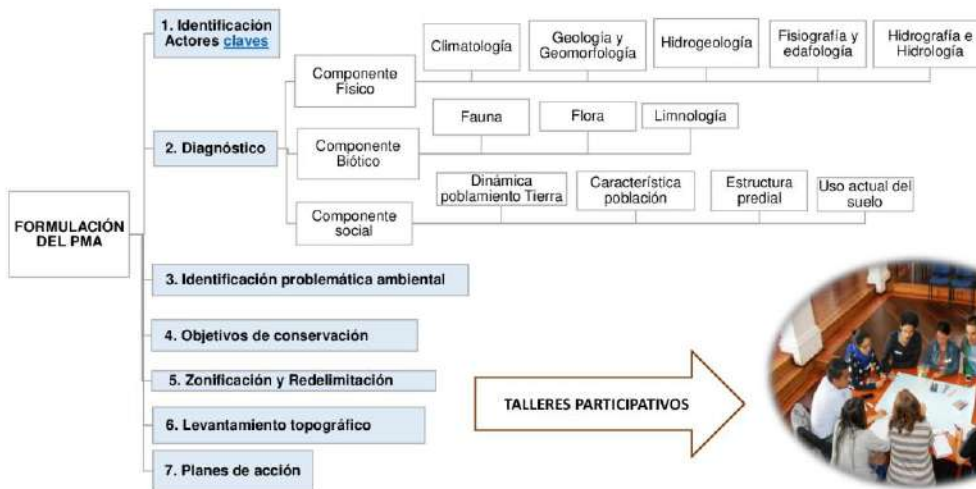 1. Identificación
Actores claves
Climatología
Geología y
Geomorfología
Hidrogeología
Fisiografía y
edafología
Hidrografía e
Hidrología
Componente
Físico
Fauna
Flora
Limnología
2. Diagnóstico
Componente
Biótico
Dinámica
poblamiento Tierra
Característica
población
Estructura
predial
Uso actual del
suelo
Componente
social
FORMULACIÓN
DEL PMA
3. Identificación problemática ambiental
4. Objetivos de conservación
5. Zonificación y Redelimitación
6. Levantamiento topográfico
7. Planes de acción
TALLERES PARTICIPATIVOS